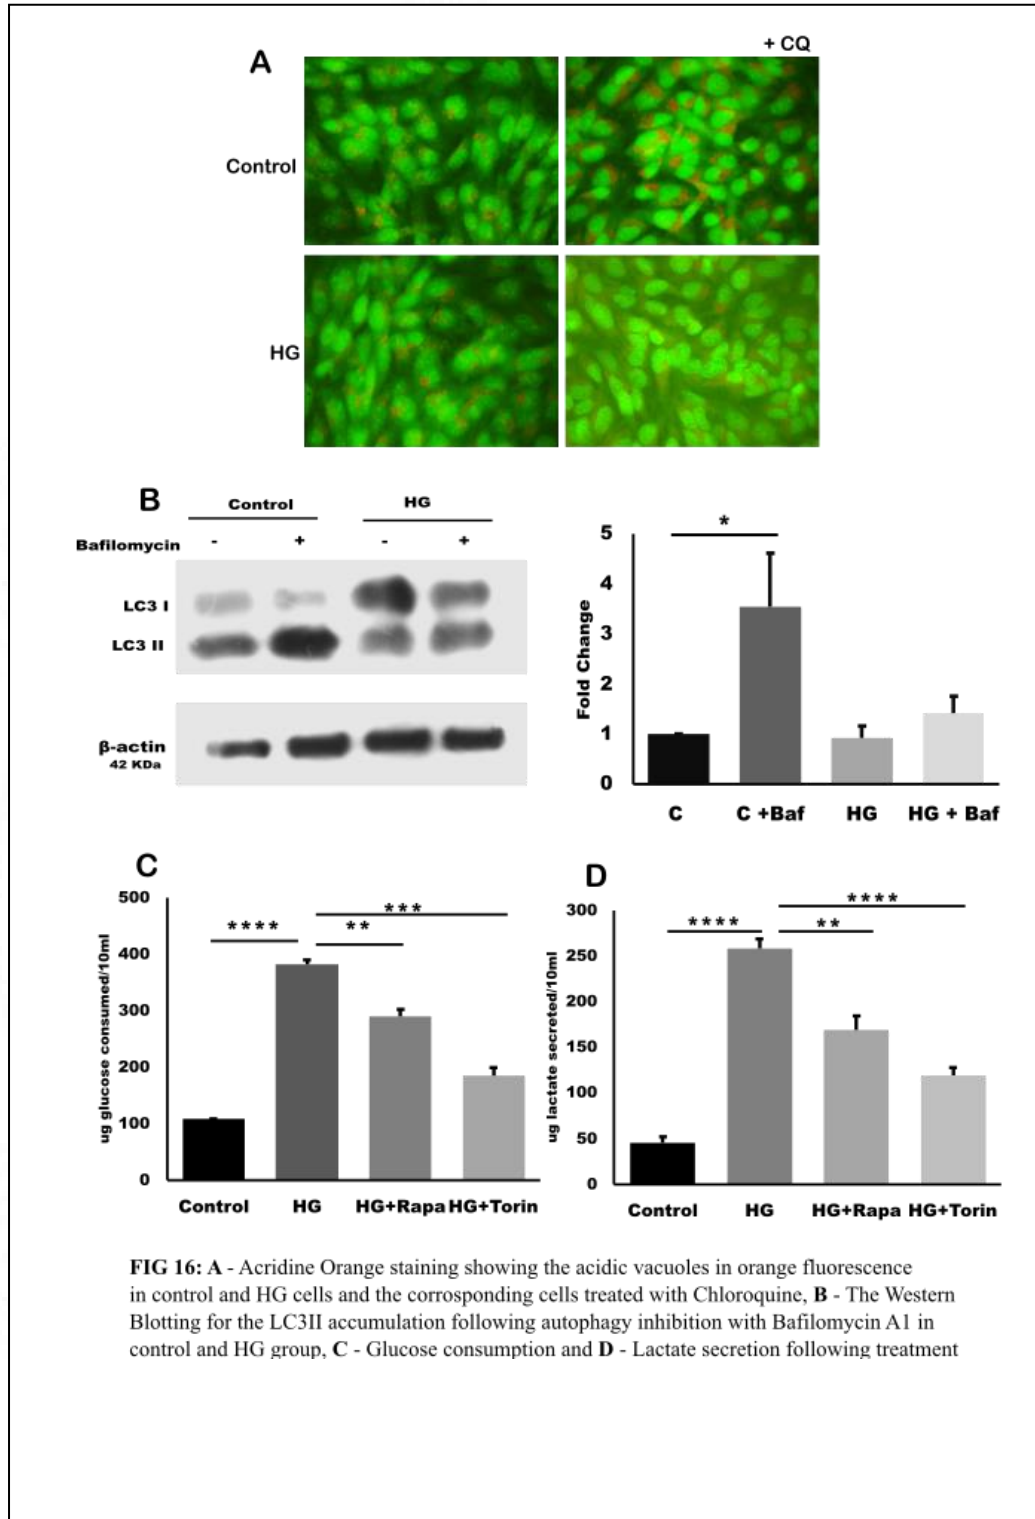 + CQ
A
Control
HG
B
Control
HG
Bafilomycin
-
+
-
+
LC3 I
LC3 II
β-actin
42 KDa
*
5
4
3
2
1
0
Fold Change
C
C +Baf
HG
HG + Baf
C
500
400
300
200
100
0
ug glucose consumed/10ml
****
**
***
Control
HG
HG+Rapa
HG+Torin
D
300
250
200
150
100
50
0
ug lactate secreted/10ml
****
**
****
Control
HG
HG+Rapa
HG+Torin
FIG 16: A - Acridine Orange staining showing the acidic vacuoles in orange fluorescence
in control and HG cells and the corrosponding cells treated with Chloroquine, B - The Western
Blotting for the LC3II accumulation following autophagy inhibition with Bafilomycin A1 in
control and HG group, C - Glucose consumption and D - Lactate secretion following treatment